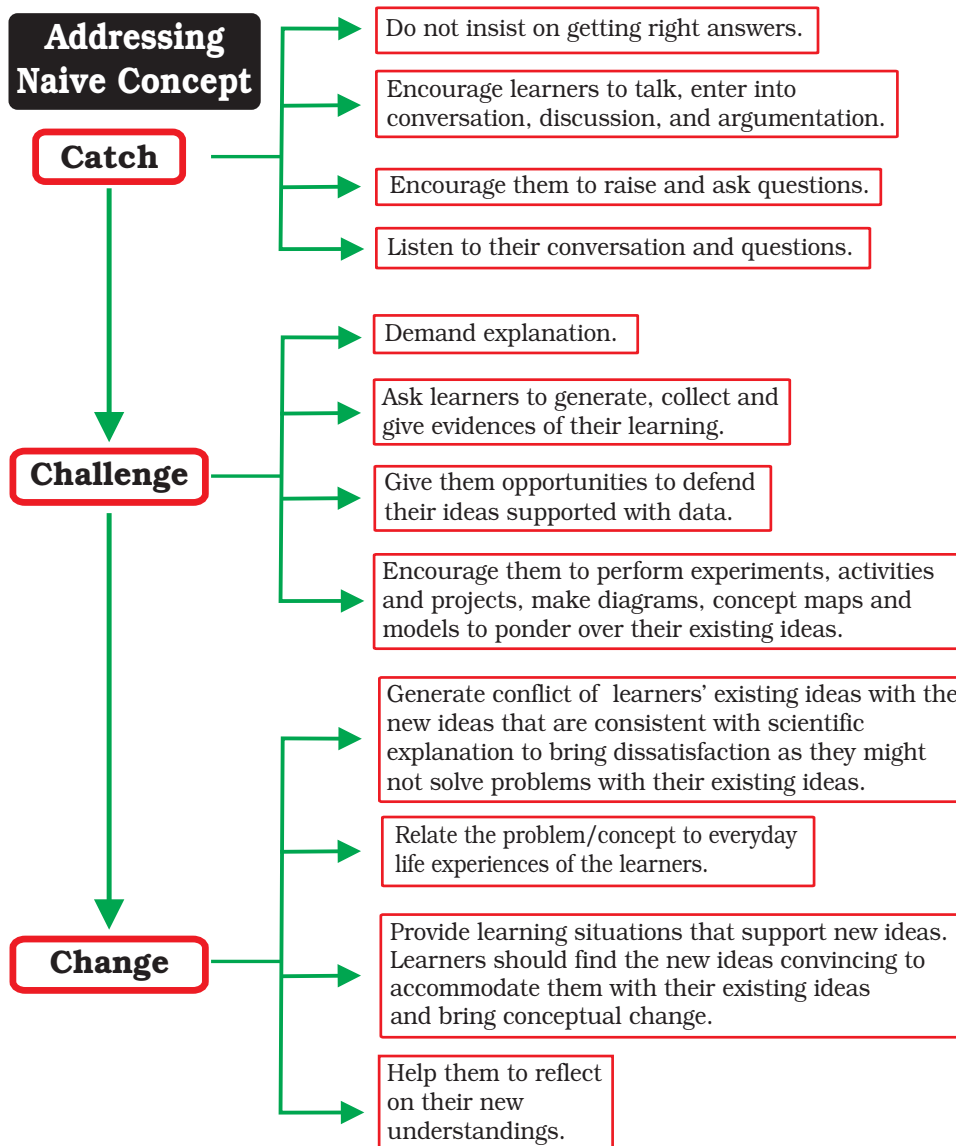 Addressing
Naive Concept
Catch
Do not insist on getting right answers.
Encourage learners to talk, enter into
conversation, discussion, and argumentation.
Encourage them to raise and ask questions.
Listen to their conversation and questions.
Challenge
Demand explanation.
Ask learners to generate, collect and
give evidences of their learning.
Give them opportunities to defend
their ideas supported with data.
Encourage them to perform experiments, activities
and projects, make diagrams, concept maps and
models to ponder over their existing ideas.
Change
Generate conflict of learners' existing ideas with the
new ideas that are consistent with scientific
explanation to bring dissatisfaction as they might
not solve problems with their existing ideas.
Relate the problem/concept to everyday
life experiences of the learners.
Provide learning situations that support new ideas.
Learners should find the new ideas convincing to
accommodate them with their existing ideas
and bring conceptual change.
Help them to reflect
on their new
understandings.